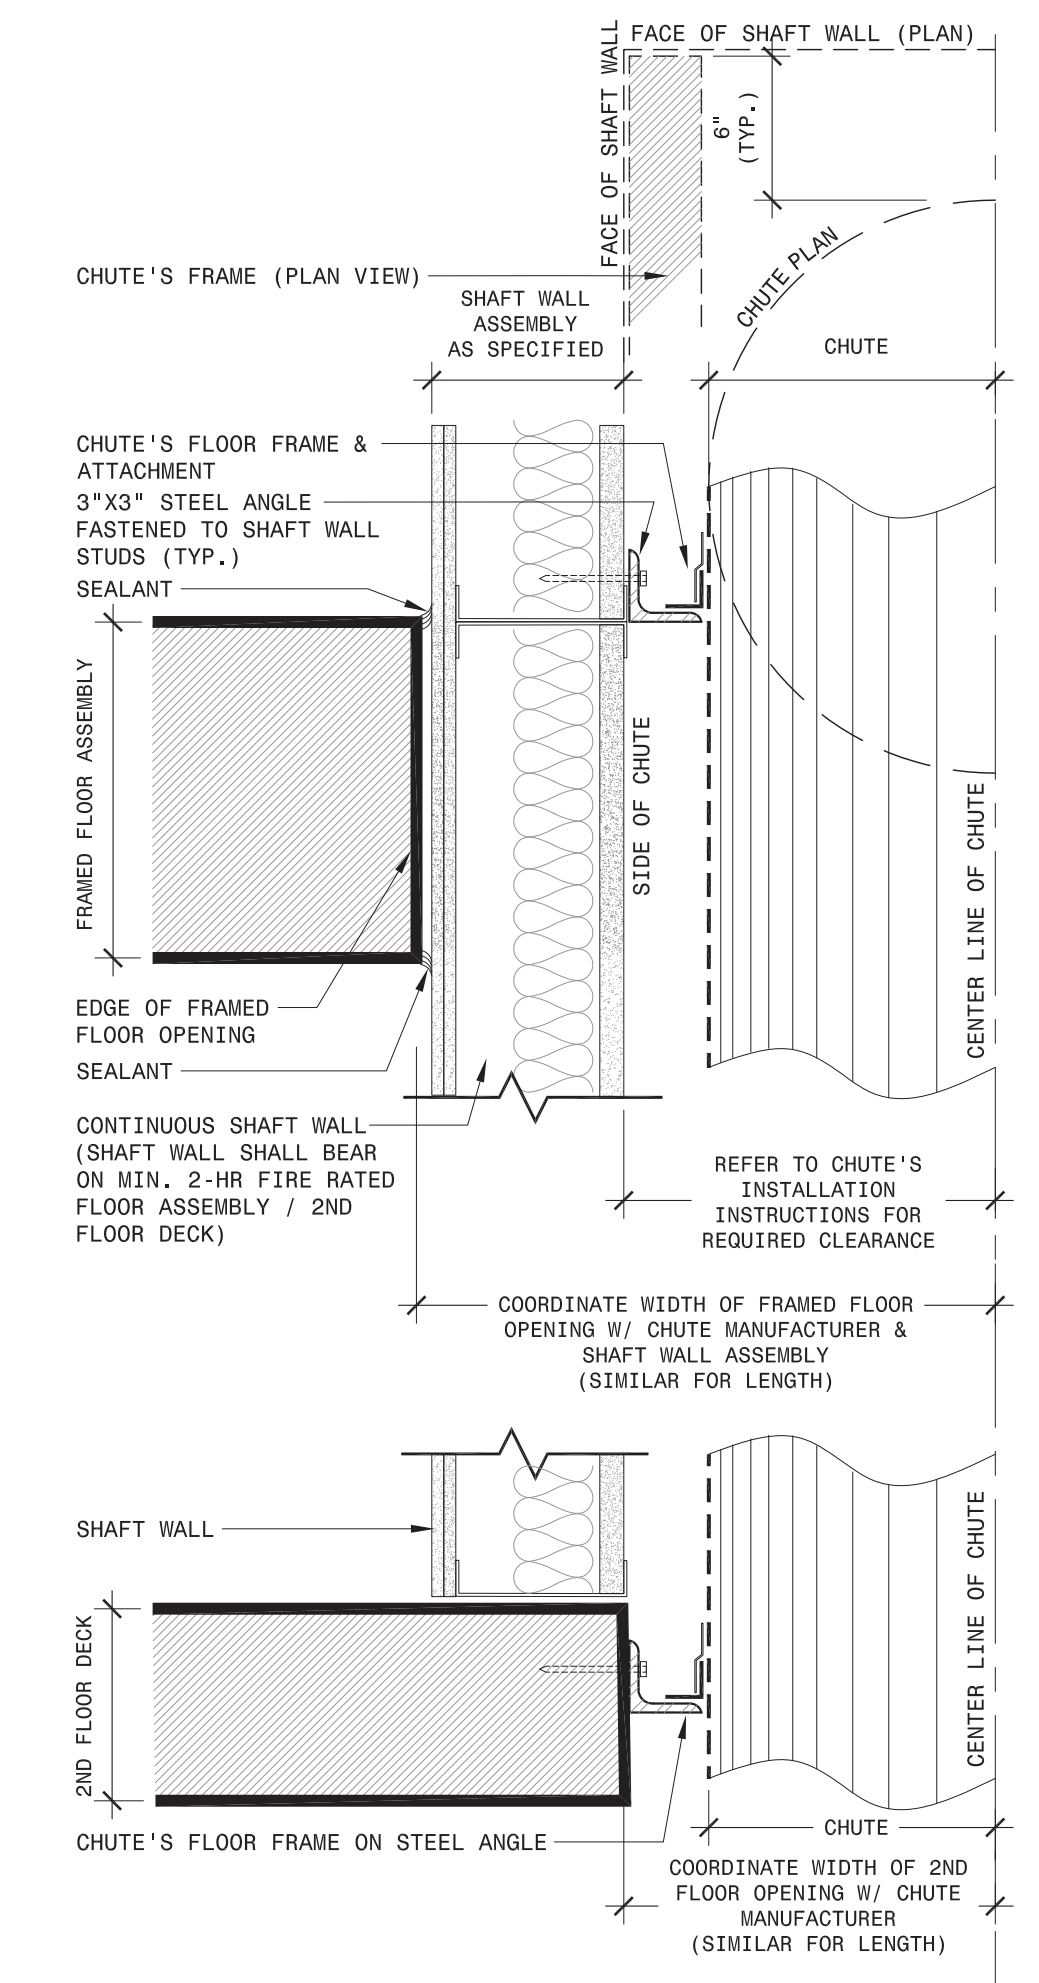 FACE OF SHAFT WALL (PLAN)
FACE OF SHAFT WALL
6"
(TYP.)
CHUTE PLAN
CHUTE'S FRAME (PLAN VIEW)
SHAFT WALL
ASSEMBLY
AS SPECIFIED
CHUTE
CHUTE'S FLOOR FRAME &
ATTACHMENT
3"X3" STEEL ANGLE
FASTENED TO SHAFT WALL
STUDS (TYP.)
SEALANT
FRAMED FLOOR ASSEMBLY
SIDE OF CHUTE
CENTER LINE OF CHUTE
EDGE OF FRAMED
FLOOR OPENING
SEALANT
CONTINUOUS SHAFT WALL
(SHAFT WALL SHALL BEAR
ON MIN. 2-HR FIRE RATED
FLOOR ASSEMBLY / 2ND
FLOOR DECK)
REFER TO CHUTE'S
INSTALLATION
INSTRUCTIONS FOR
REQUIRED CLEARANCE
COORDINATE WIDTH OF FRAMED FLOOR
OPENING W/ CHUTE MANUFACTURER &
SHAFT WALL ASSEMBLY
(SIMILAR FOR LENGTH)
SHAFT WALL
CENTER LINE OF CHUTE
2ND FLOOR DECK
CHUTE
CHUTE'S FLOOR FRAME ON STEEL ANGLE
COORDINATE WIDTH OF 2ND
FLOOR OPENING W/ CHUTE
MANUFACTURER
(SIMILAR FOR LENGTH)